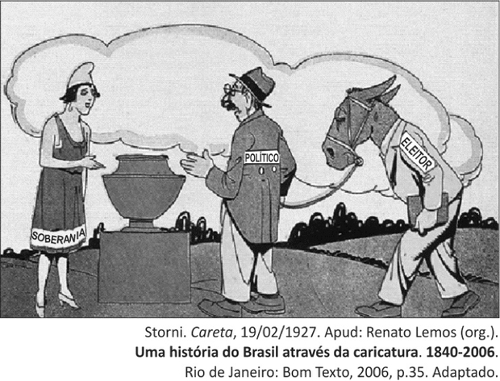 SOBERANIA
POLÍTICO
ELEITOR
Storni. Careta, 19/02/1927. Apud: Renato Lemos (org.).
Uma história do Brasil através da caricatura. 1840-2006.
Rio de Janeiro: Bom Texto, 2006, p.35. Adaptado.